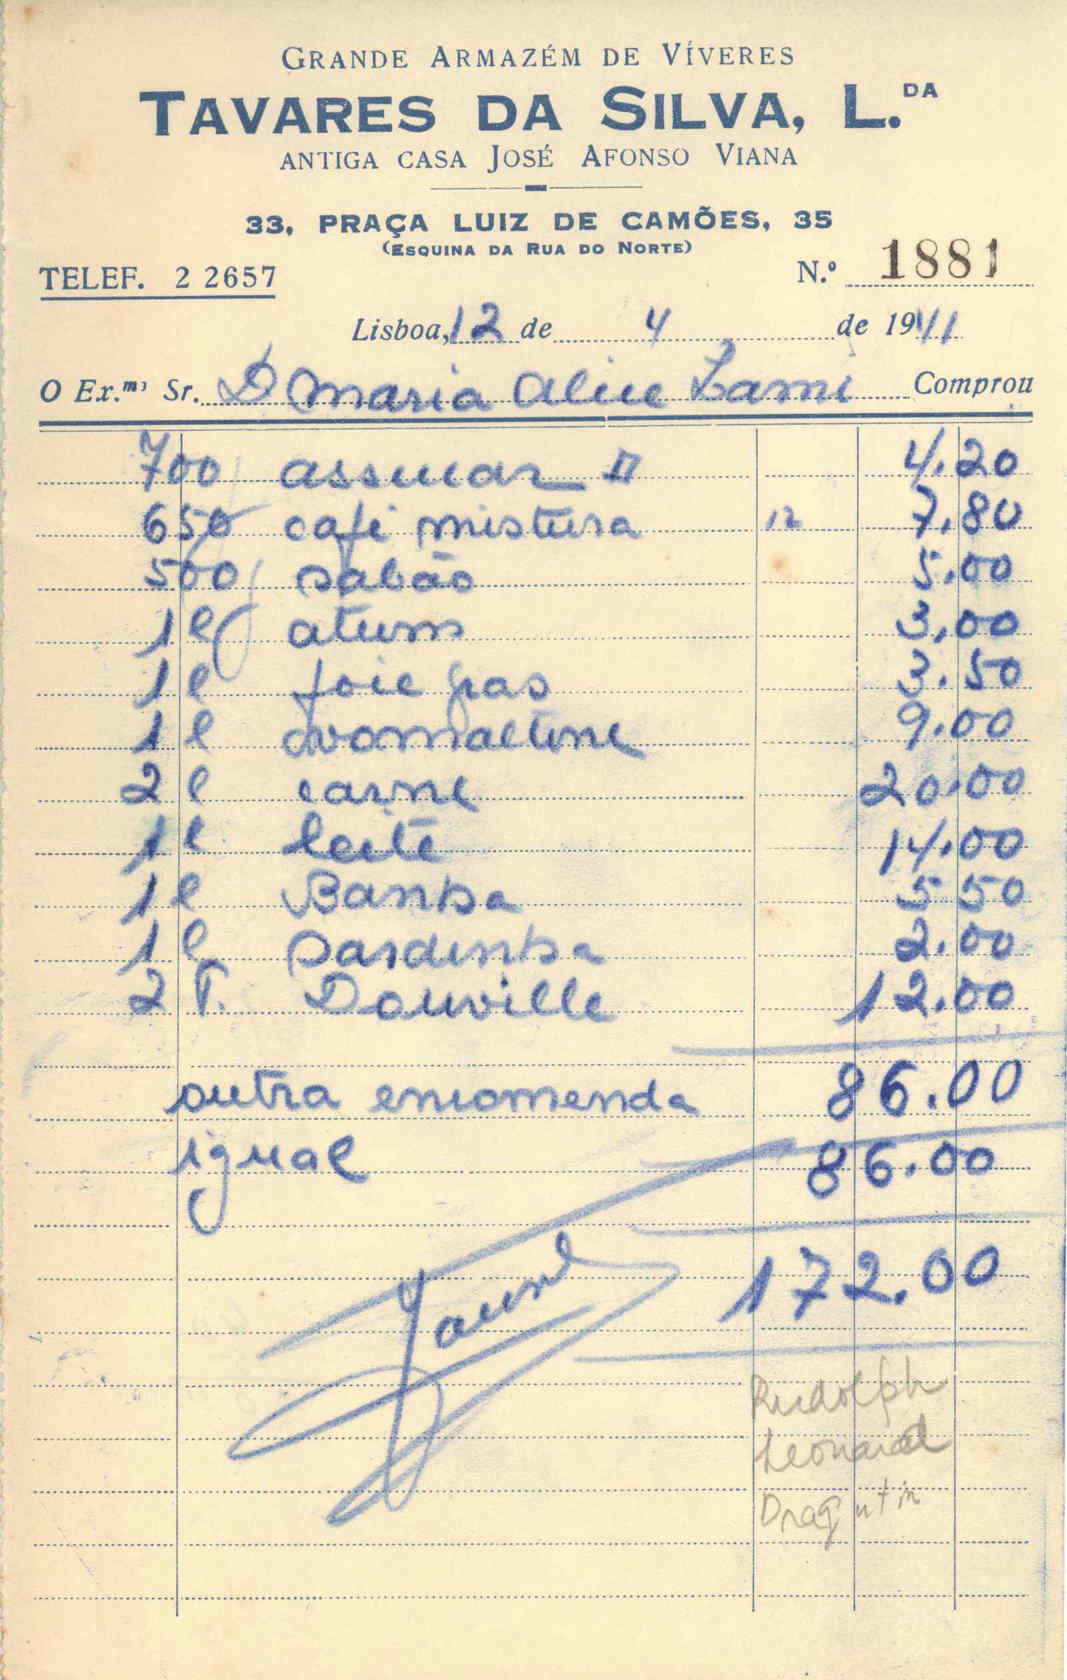 GRANDE ARMAZÉM DE VÍVERES
TAVARES DA SILVA, L.DA
ANTIGA CASA JOSÉ AFONSO VIANA
33, PRAÇA LUIZ DE CAMÕES, 35
(ESQUINA DA RUA DO NORTE)
TELEF. 2 2657 N.º 1881
Lisboa, 12 de 4 de 1941
O Ex.mº Sr. D Maria Alice Lami Comprou
700 assucar 4.20
650 café mistura 12 7.80
500 sabão 5.00
1 l atum 3,00
1 l foie gras 3.50
1 l ovomaltine 9.00
2 l carne 20.00
1 l. leite 14.00
1 l Banha 5 50
1 l sardinha 2.00
2 T. Douville 12.00
86.00
outra encomenda
igual 86.00
172.00
Rudolph
Leonard
Dragutin